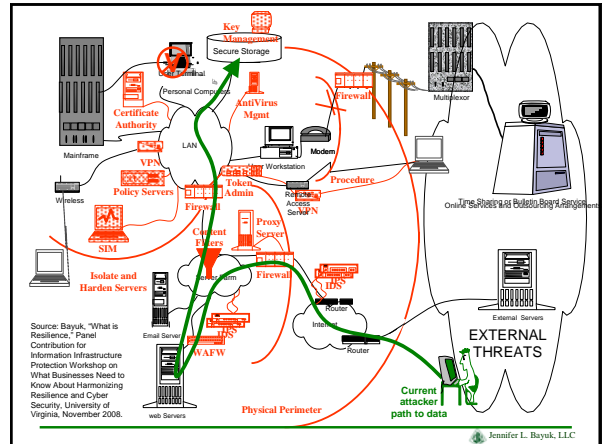 Key
Management
Secure Storage
User Terminal
Personal Computers
Certificate
Authority
AntiVirus
Mgmt
Firewall
Multiplexor
Mainframe
LAN
VPN
Workstation
Modem
Policy Servers
Token
Admin
Procedure
Wireless
Firewall
Remote
Access
Server
VPN
Time Sharing or Bulletin Board Service
Online Services and Outsourcing Arrangements
SIM
Content
Filters
Proxy
Server
Isolate and
Harden Servers
Server Farm
Firewall
IDS
Router
Internet
External Servers
Email Server
IDS
WAFW
Router
EXTERNAL
THREATS
Source: Bayuk, "What is
Resilience," Panel
Contribution for
Information Infrastructure
Protection Workshop on
What Businesses Need to
Know About Harmonizing
Resilience and Cyber
Security, University of
Virginia, November 2008.
web Servers
Physical Perimeter
Current
attacker
path to data
Jennifer L. Bayuk, LLC